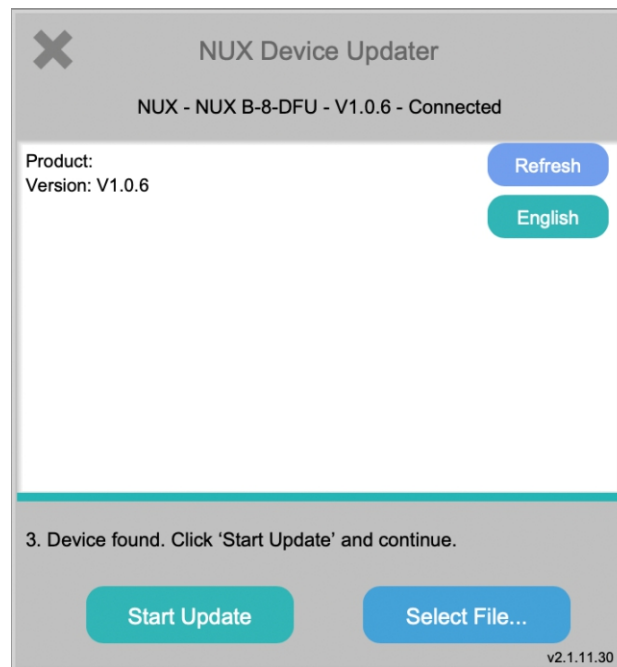 NUX Device Updater
NUX - NUX B-8-DFU - V1.0.6 - Connected
Product:
Refresh
Version: V1.0.6
English
3. Device found. Click ‘Start Update’ and continue.
Start Update
Select File...
v2.1.11.30